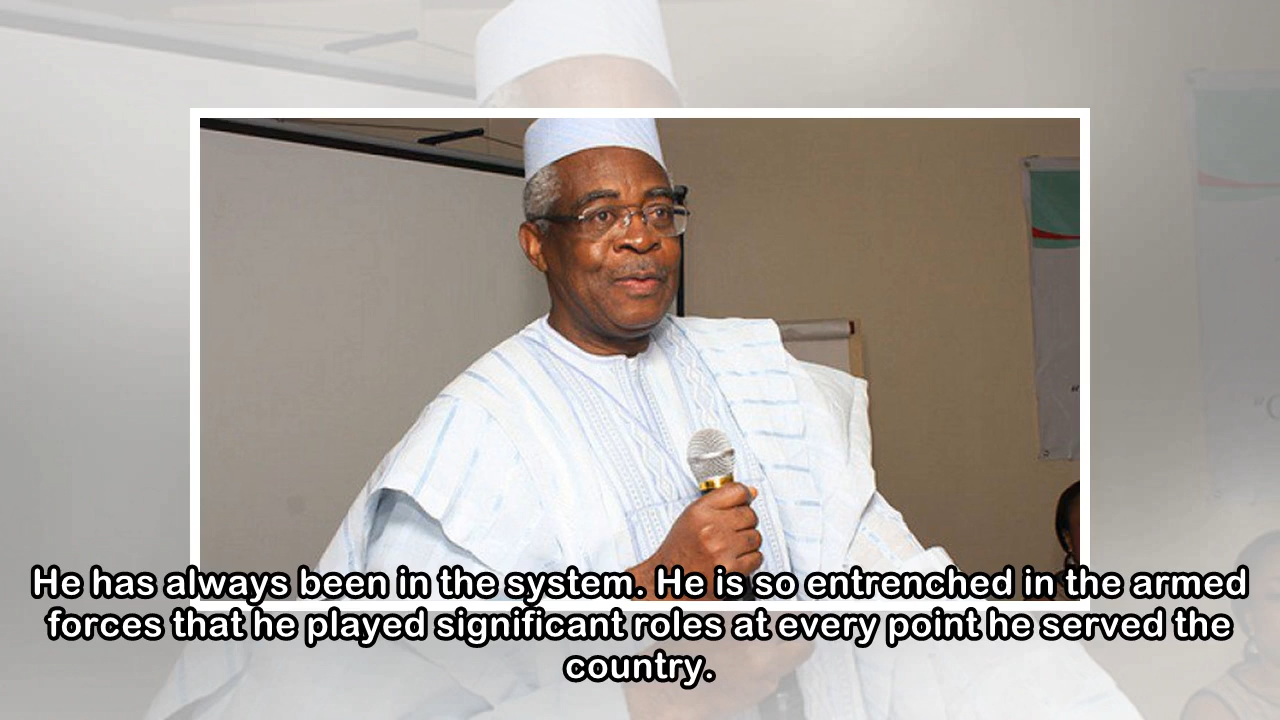 He has always been in the system. He is so entrenched in the armed
forces that he played significant roles at every point he served the
country.